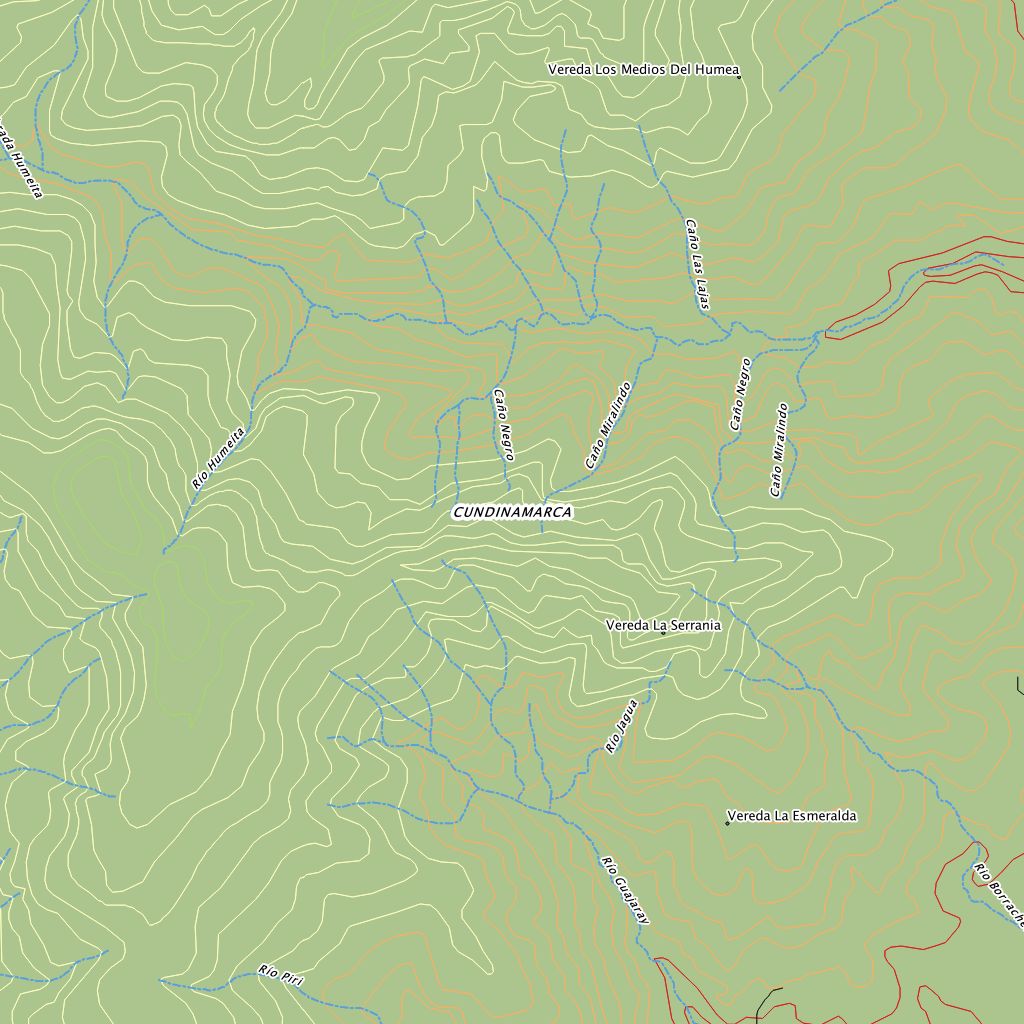 Vereda Los Medios Del Humea
Humeita
Caño Las Lajas
Caño Negro
Caño Negro
Caño Miralindo
Caño Miralindo
Río Humeita
CUNDINAMARCA
Vereda La Serrania
Río Jagua
Vereda La Esmeralda
Río Guajaray
Río Borrache
Río Piri